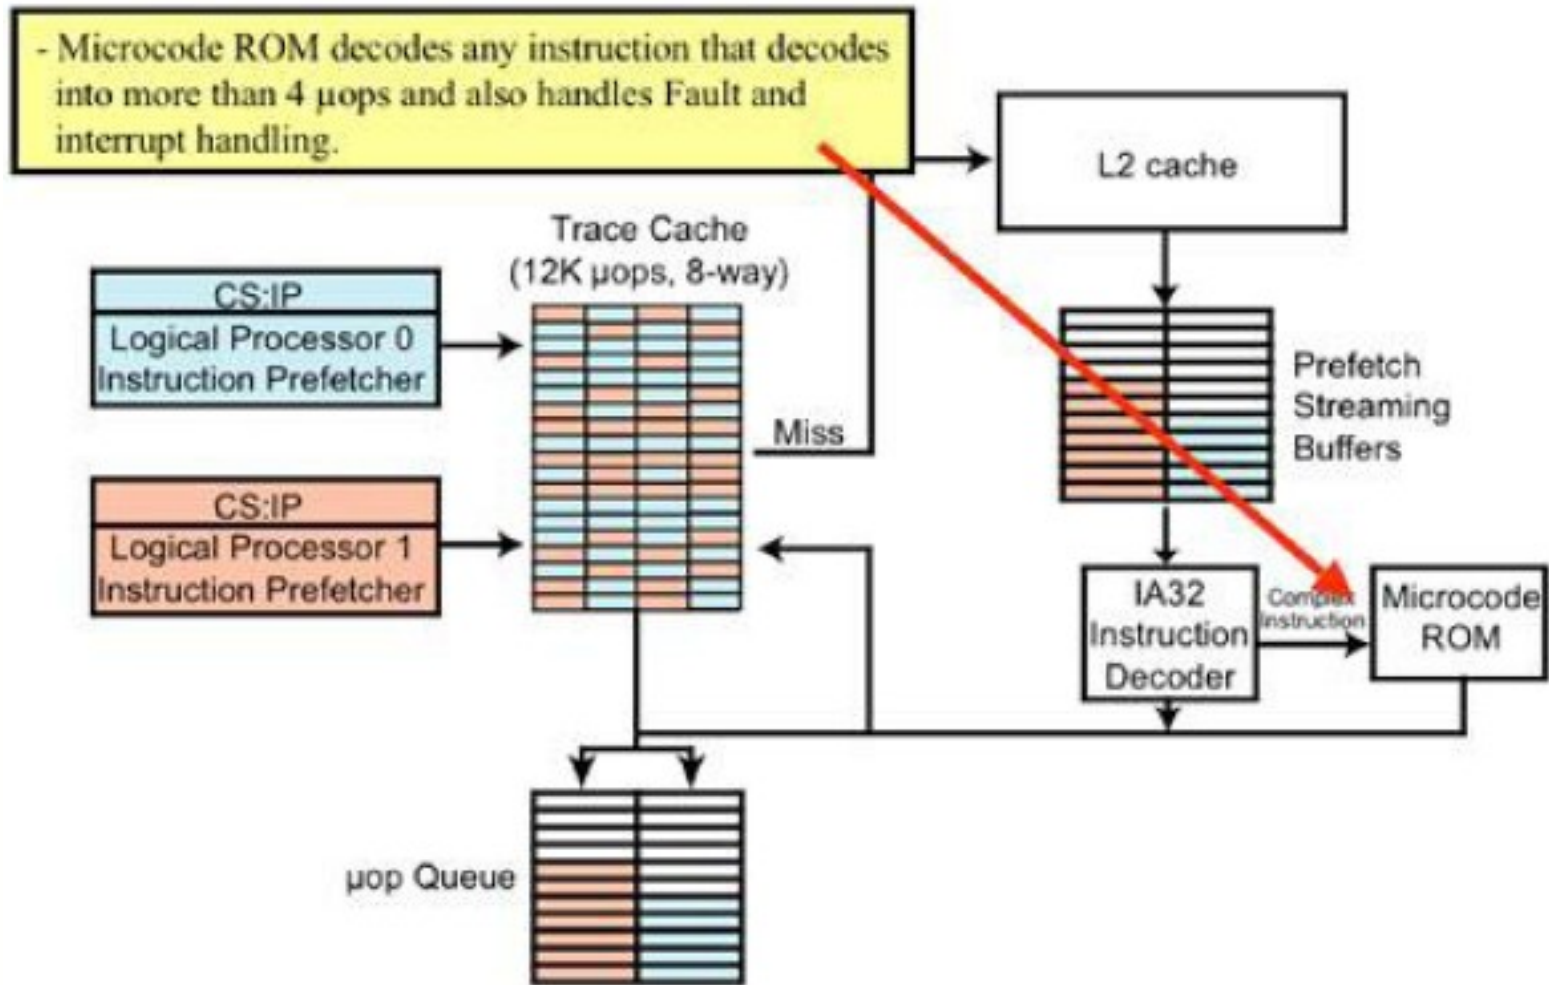 - Microcode ROM decodes any instruction that decodes
into more than 4 μops and also handles Fault and
interrupt handling.
L2 cache
Trace Cache
(12K μops, 8-way)
CS:IP
Logical Processor 0
Instruction Prefetcher
Miss
Prefetch
Streaming
Buffers
CS:IP
Logical Processor 1
Instruction Prefetcher
IA32
Instruction
Decoder
Complex
Instruction
Microcode
ROM
μop Queue